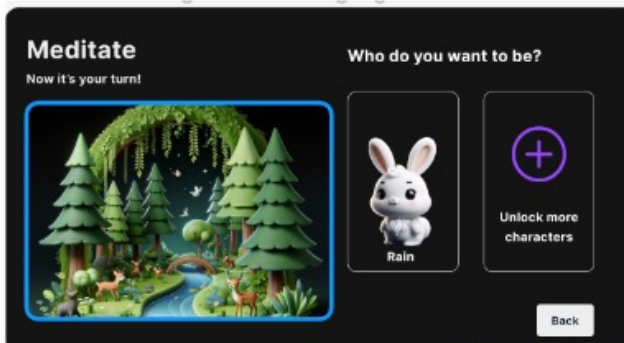 Meditate
Now it's your turn!
Who do you want to be?
Rain
Unlock more
characters
Back